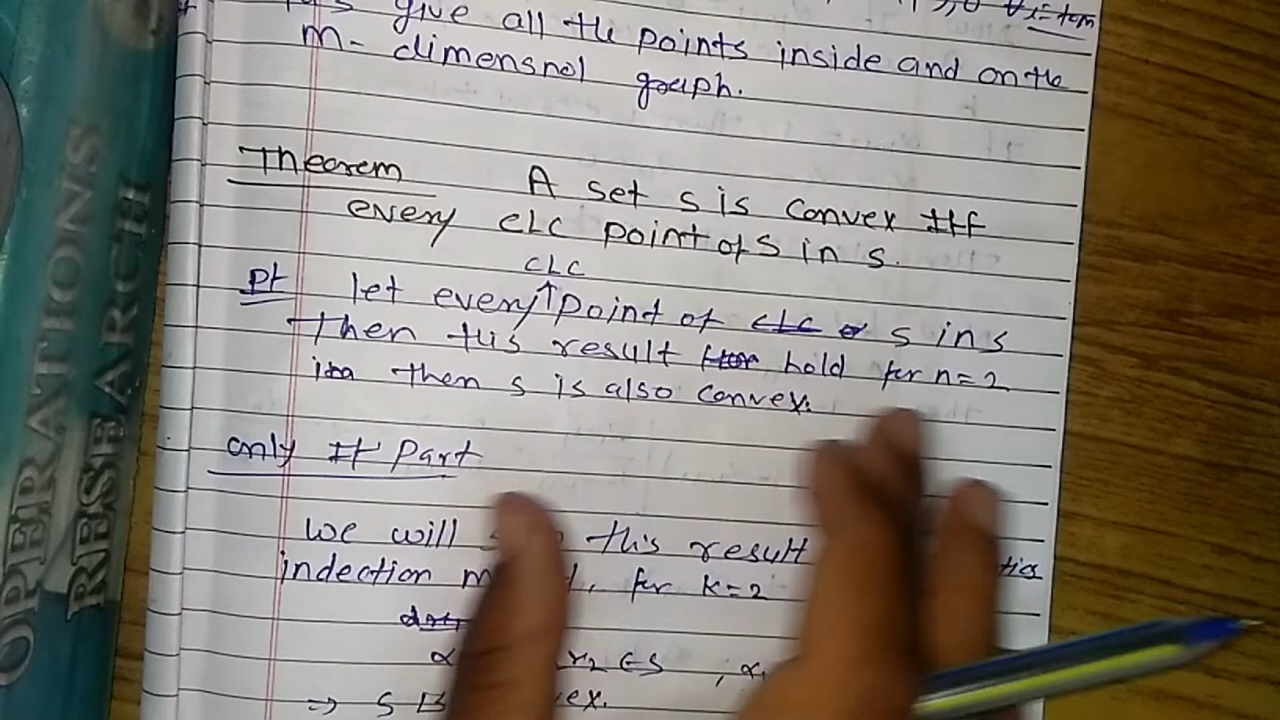 give all the points inside and on the
m-dimensnol graph.
Theorem A set S is convex Iff
every CLC point of S in S.
CLC
Pf let every ↑ point of CLC or S in S
Then this result hold for n=2
then S is also convex.
only If Part
We will this result
indection for K=2
x2 ∈ S ,
⇒ S
OPERATIONS
RESEARCH